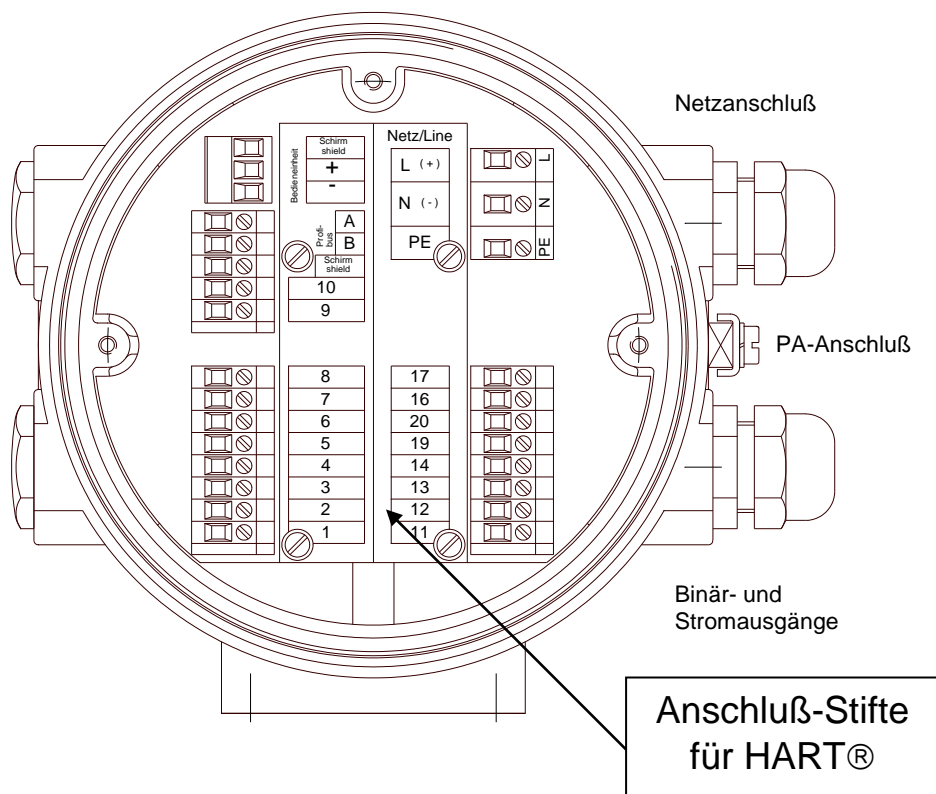 Netzanschluß
Schirm
shield
+
-
Bedieneinheit
Netz/Line
L (+)
N (-)
PE
L
N
PE
Profi-
bus
A
B
Schirm
shield
10
9
PA-Anschluß
8
7
6
5
4
3
2
1
17
16
20
19
14
13
12
11
Binär- und
Stromausgänge
Anschluß-Stifte
für HART®